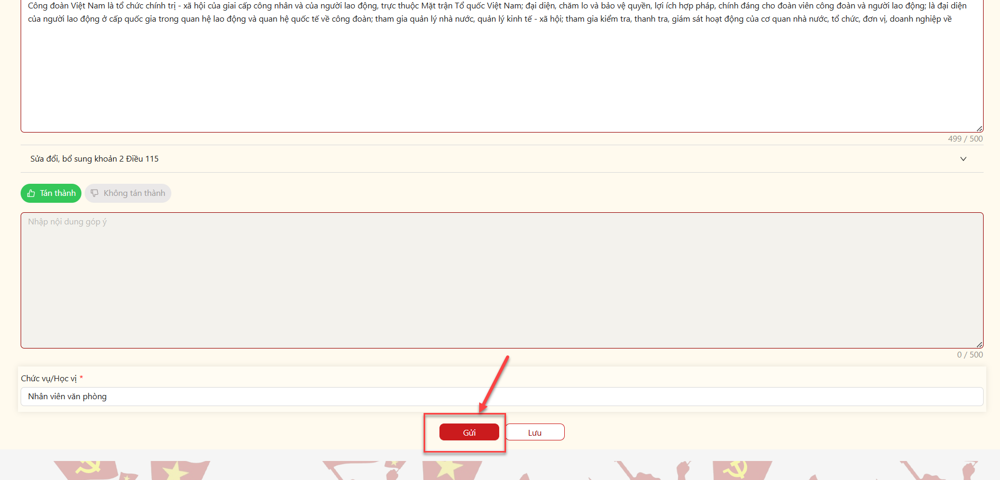 Công đoàn Việt Nam là tổ chức chính trị - xã hội của giai cấp công nhân và của người lao động, trực thuộc Mặt trận Tổ quốc Việt Nam; đại diện, chăm lo và bảo vệ quyền, lợi ích hợp pháp, chính đáng cho đoàn viên công đoàn và người lao động; là đại diện
của người lao động ở cấp quốc gia trong quan hệ lao động và quan hệ quốc tế về công đoàn; tham gia quản lý nhà nước, quản lý kinh tế - xã hội; tham gia kiểm tra, thanh tra, giám sát hoạt động của cơ quan nhà nước, tổ chức, đơn vị, doanh nghiệp về
499 / 500
Sửa đổi, bổ sung khoản 2 Điều 115
Tán thành
Không tán thành
Nhập nội dung góp ý
0 / 500
Chức vụ/Học vị *
Nhân viên văn phòng
Gửi
Lưu